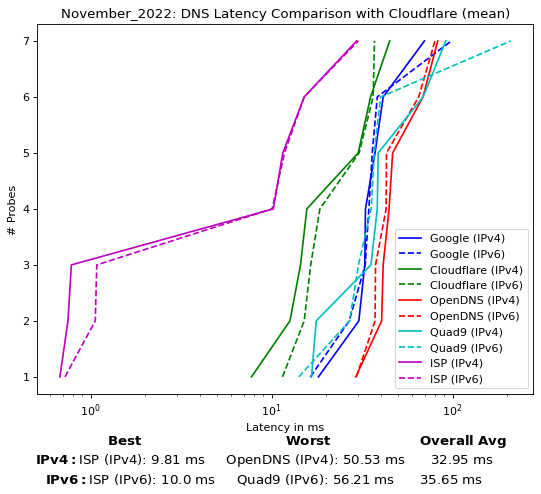 November_2022: DNS Latency Comparison with Cloudflare (mean)
# Probes
7
6
5
4
3
2
1
Google (IPv4)
Google (IPv6)
Cloudflare (IPv4)
Cloudflare (IPv6)
OpenDNS (IPv4)
OpenDNS (IPv6)
Quad9 (IPv4)
Quad9 (IPv6)
ISP (IPv4)
ISP (IPv6)
10⁰ 10¹ 10²
Latency in ms
Best Worst Overall Avg
IPv4: ISP (IPv4): 9.81 ms OpenDNS (IPv4): 50.53 ms 32.95 ms
IPv6: ISP (IPv6): 10.0 ms Quad9 (IPv6): 56.21 ms 35.65 ms